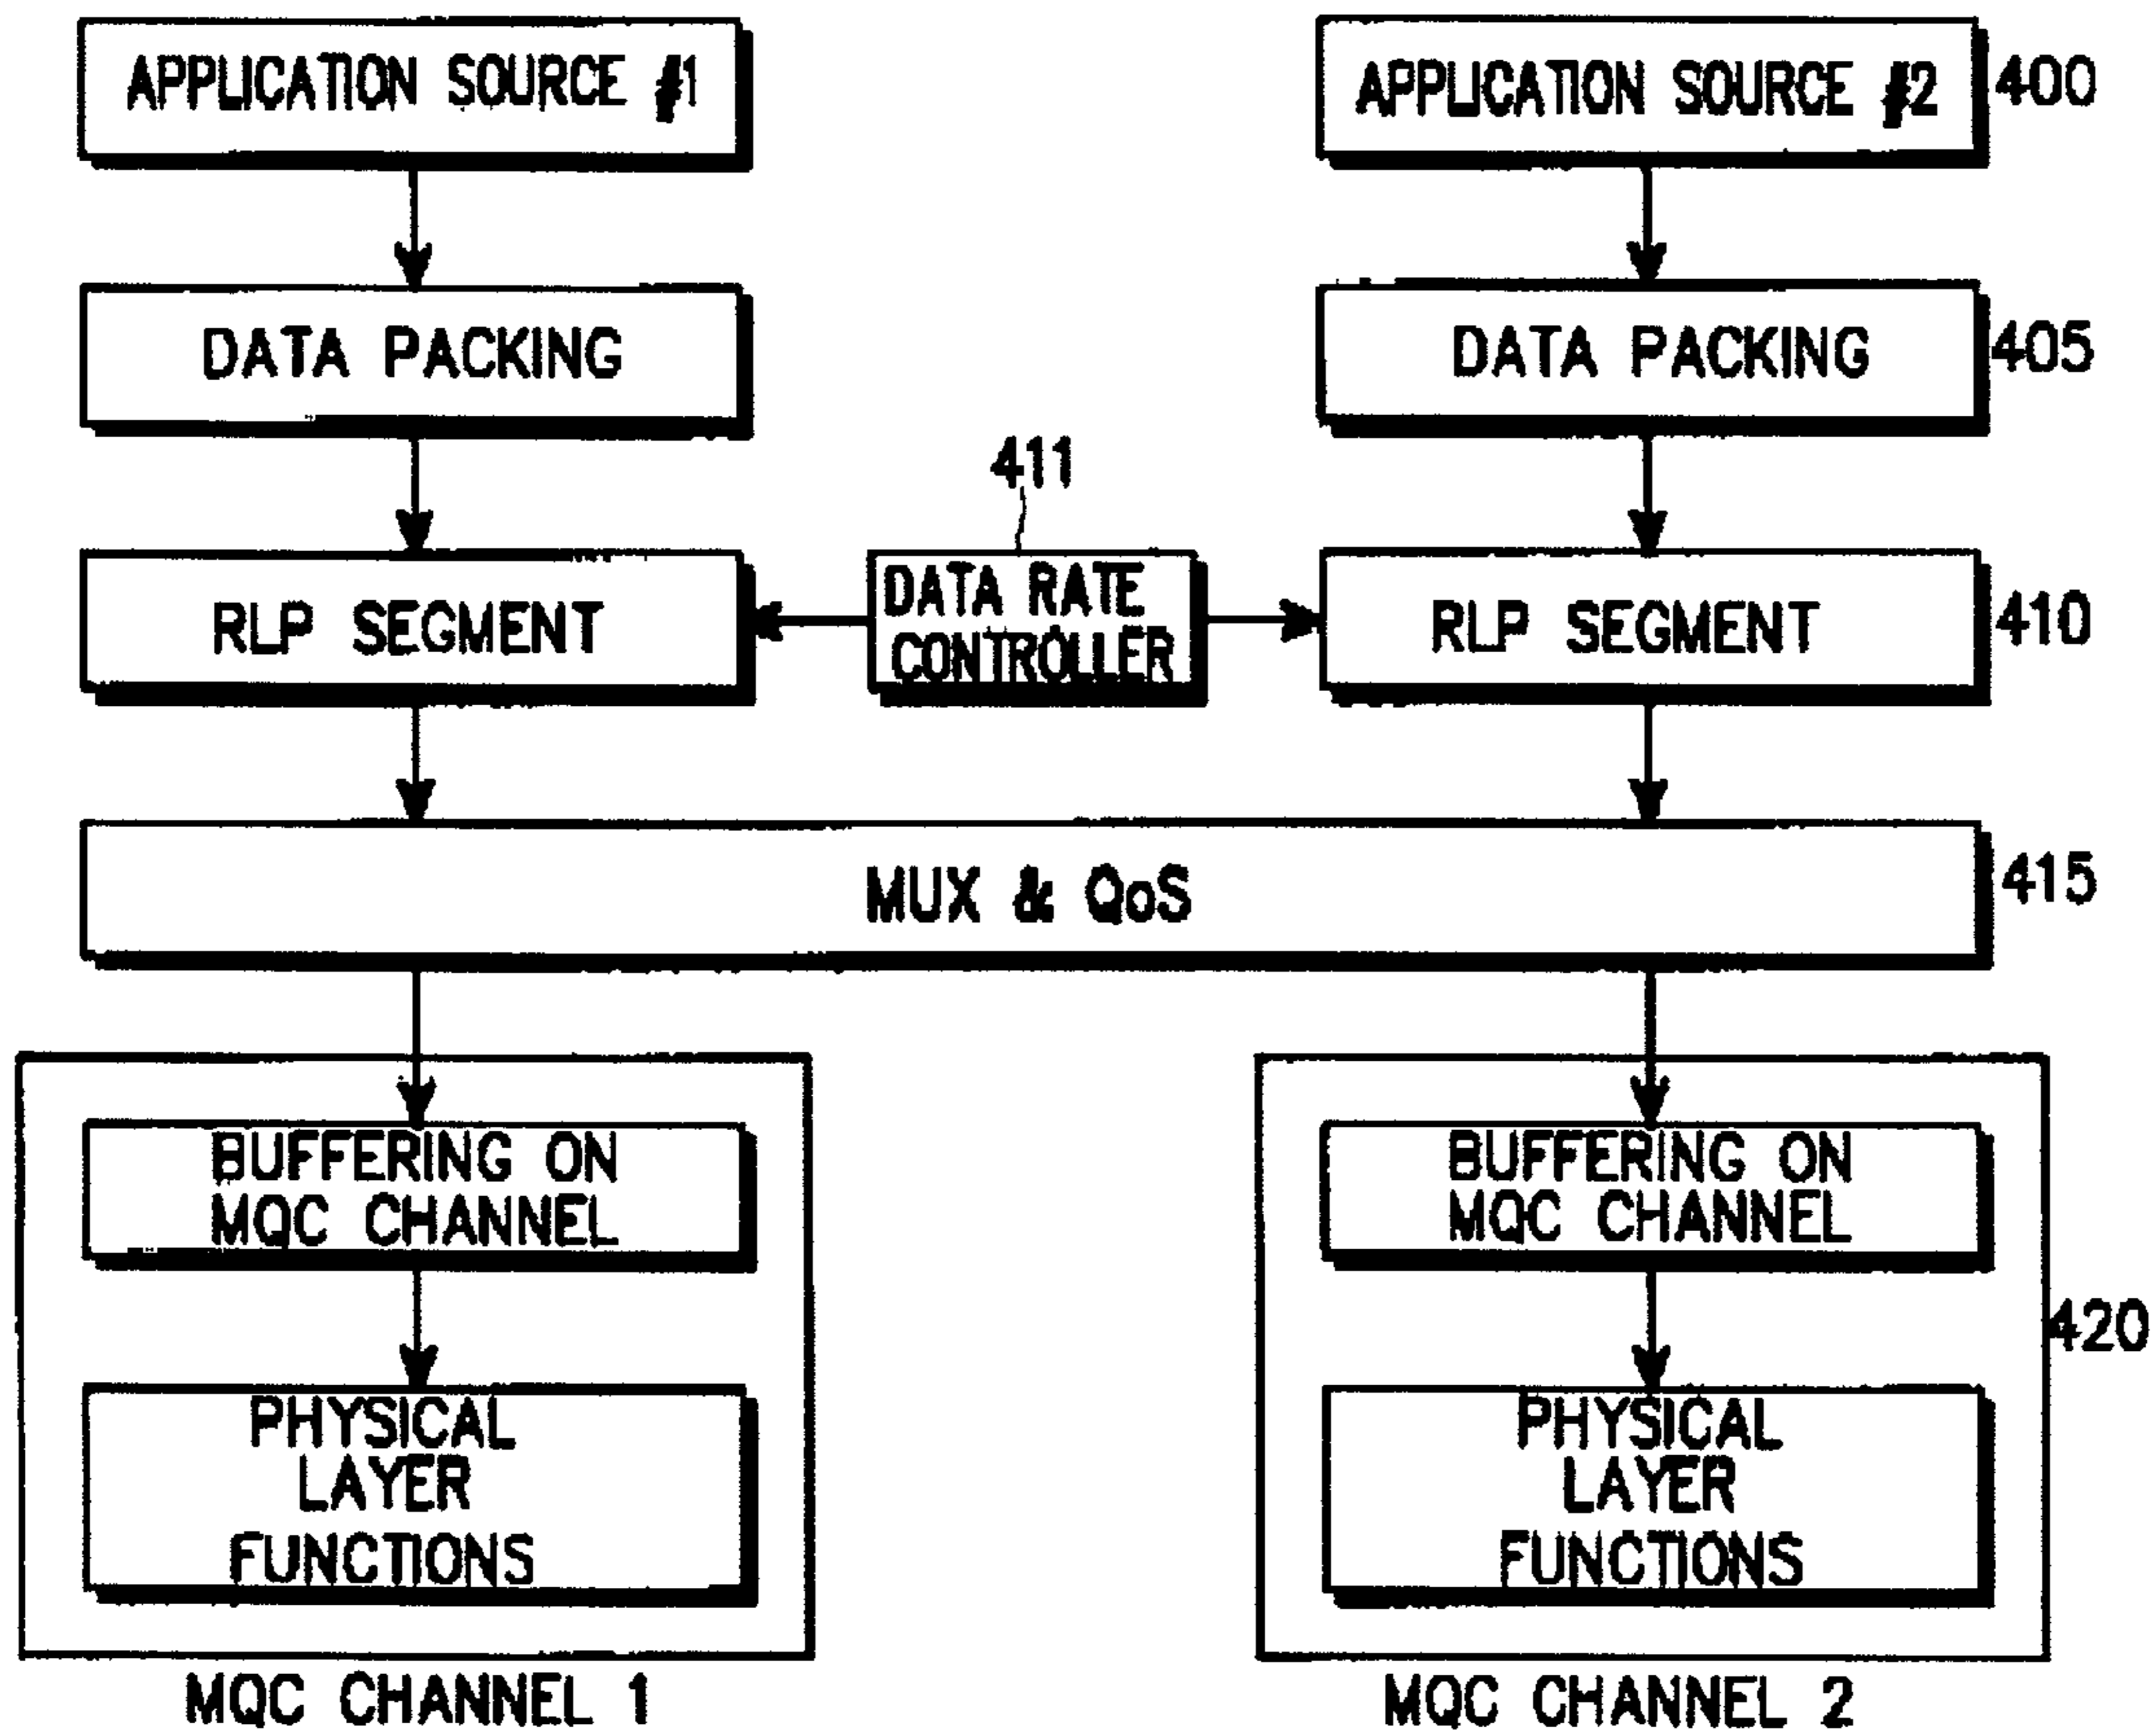 APPLICATION SOURCE #1
APPLICATION SOURCE #2
400
DATA PACKING
DATA PACKING
405
411
RLP SEGMENT
DATA RATE
CONTROLLER
RLP SEGMENT
410
MUX & QoS
415
BUFFERING ON
MQC CHANNEL
BUFFERING ON
MQC CHANNEL
420
PHYSICAL
LAYER
FUNCTIONS
PHYSICAL
LAYER
FUNCTIONS
MQC CHANNEL 1
MQC CHANNEL 2